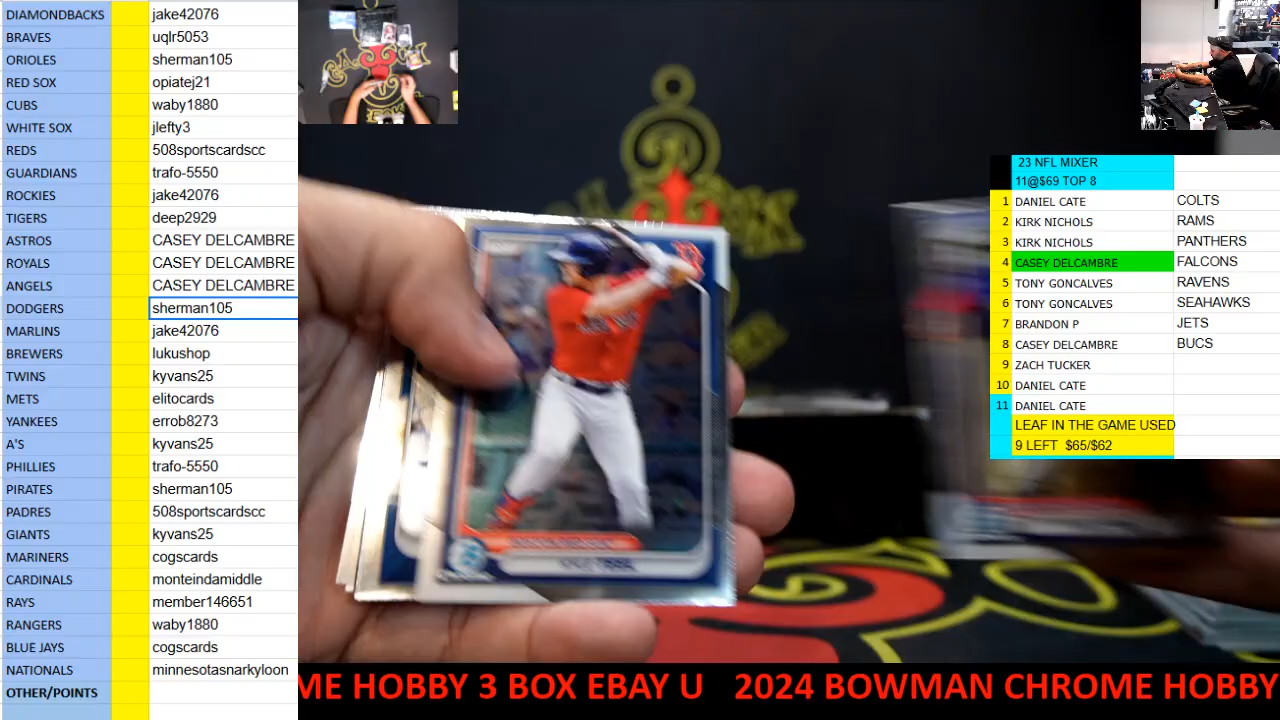 DIAMONDBACKS jake42076
BRAVES uqlr5053
ORIOLES sherman105
RED SOX opiatej21
CUBS waby1880
WHITE SOX jlefty3
REDS 508sportscardscc
GUARDIANS trafo-5550
ROCKIES jake42076
TIGERS deep2929
ASTROS CASEY DELCAMBRE
ROYALS CASEY DELCAMBRE
ANGELS CASEY DELCAMBRE
DODGERS sherman105
MARLINS jake42076
BREWERS lukushop
TWINS kyvans25
METS elitocards
YANKEES errob8273
A'S kyvans25
PHILLIES trafo-5550
PIRATES sherman105
PADRES 508sportscardscc
GIANTS kyvans25
MARINERS cogscards
CARDINALS monteindamiddle
RAYS member146651
RANGERS waby1880
BLUE JAYS cogscards
NATIONALS minnesotasnarkyloon
OTHER/POINTS
23 NFL MIXER
11@$69 TOP 8
1 DANIEL CATE COLTS
2 KIRK NICHOLS RAMS
3 KIRK NICHOLS PANTHERS
4 CASEY DELCAMBRE FALCONS
5 TONY GONCALVES RAVENS
6 TONY GONCALVES SEAHAWKS
7 BRANDON P JETS
8 CASEY DELCAMBRE BUCS
9 ZACH TUCKER
10 DANIEL CATE
11 DANIEL CATE
LEAF IN THE GAME USED
9 LEFT $65/$62
ME HOBBY 3 BOX EBAY U 2024 BOWMAN CHROME HOBBY